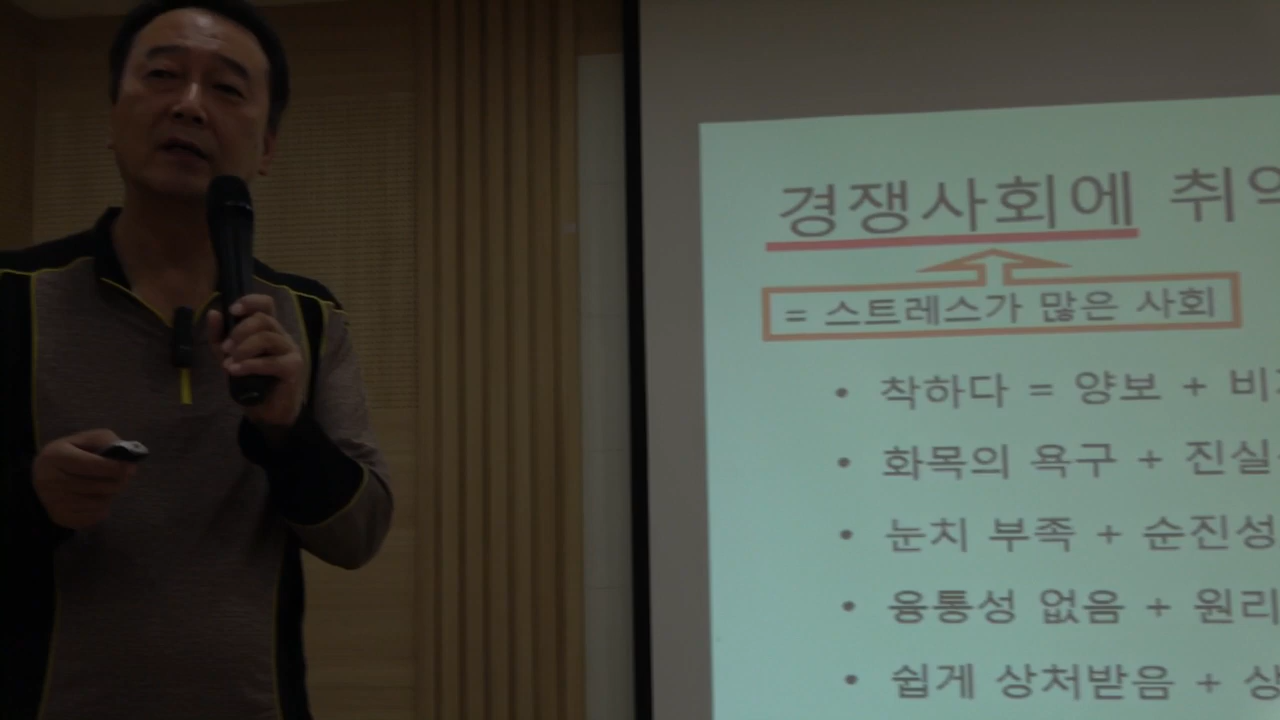 경쟁사회에
= 스트레스가 많은 사회
• 착하다 = 양보 +
• 화목의 욕구 +
• 눈치 부족 + 순진성
• 융통성 없음 + 원리
• 쉽게 상처받음 +